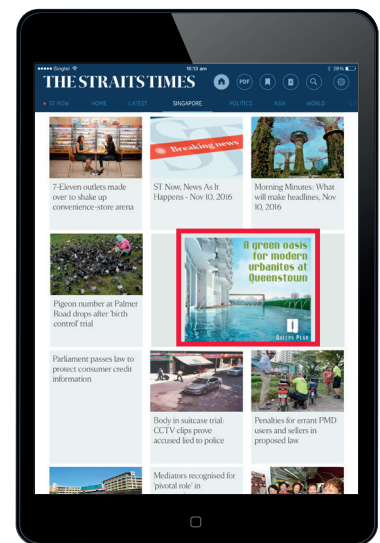 Singtel
10:13 am
28%
THE STRAITS TIMES
PDF
ST NOW HOME LATEST SINGAPORE POLITICS ASIA WORLD
7-Eleven outlets made
over to shake up
convenience-store arena
Breaking news
ST Now, News As It
Happens - Nov 10, 2016
Morning Minutes: What
will make headlines, Nov
10, 2016
Pigeon number at Palmer
Road drops after 'birth
control' trial
A green oasis
for modern
urbanites at
Queenstown
QUEENS PEAK
Parliament passes law to
protect consumer credit
information
Body in suitcase trial:
CCTV clips prove
accused lied to police
Penalties for errant PMD
users and sellers in
proposed law
Mediators recognised for
'pivotal role' in